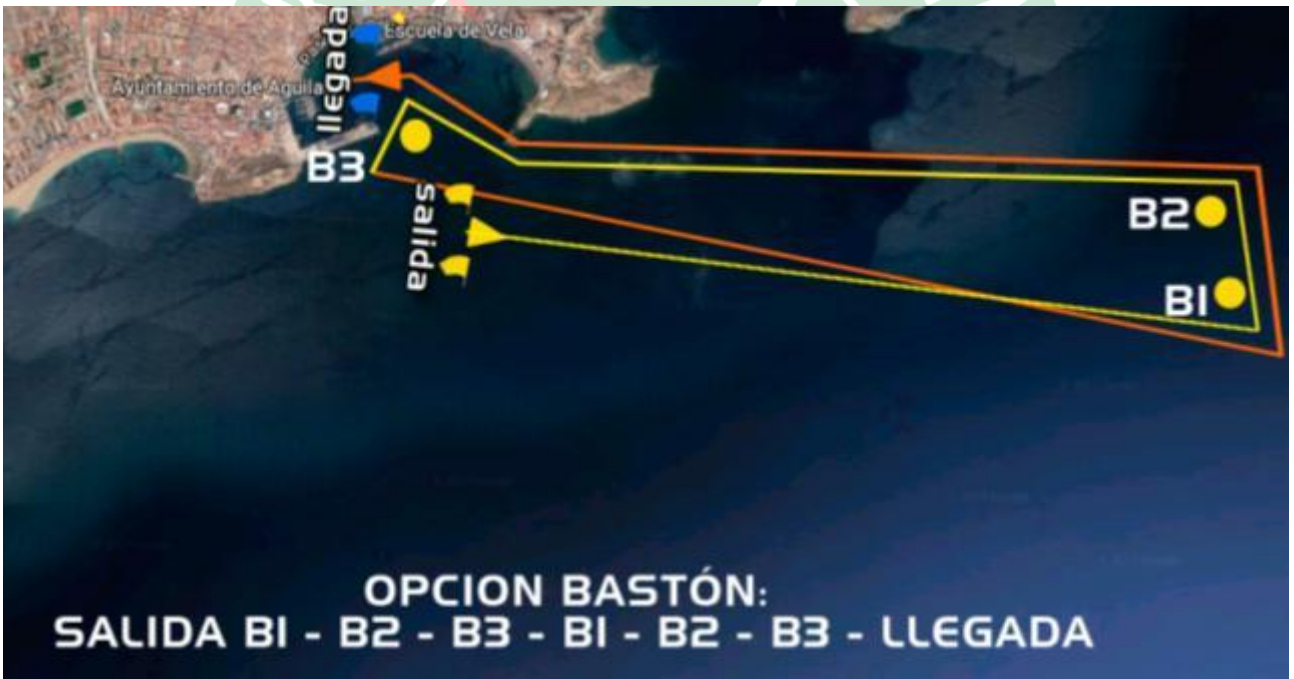 llegada
Escuela de Vela
Ayuntamiento de Aguila
B3
salida
B2
B1
OPCION BASTÓN:
SALIDA B1 - B2 - B3 - B1 - B2 - B3 - LLEGADA